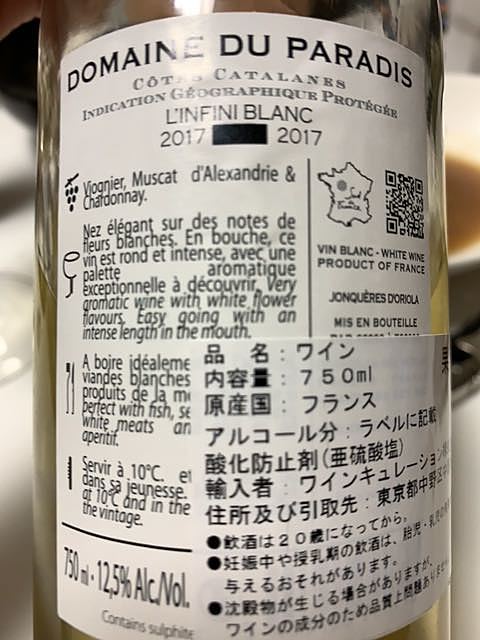 DOMAINE DU PARADIS
CÔTES CATALANES
INDICATION GÉOGRAPHIQUE PROTÉGÉE
L'INFINI BLANC
2017 2017
Viognier, Muscat d'Alexandrie &
Chardonnay.
Nez élégant sur des notes de
fleurs blanches. En bouche, ce
vin est rond et intense, avec une
palette aromatique
exceptionnelle à découvrir. Very
aromatic wine with white flower
flavours. Easy going with an
intense length in the mouth.
VIN BLANC - WHITE WINE
PRODUCT OF FRANCE
JONQUÈRES D'ORIOLA
MIS EN BOUTEILLE
A boire idéaleme
viandes blanches
produits de la me
perfect with fish, se
white meats an
apéritif.
Servir à 10°C. et
dans sa jeunesse.
at 10°C and in the
the vintage.
750 ml - 12,5% Alc./Vol.
Contains sulphite
品 名：ワイン
内容量：750ml
原産国：フランス
アルコール分：ラベルに記載
酸化防止剤(亜硫酸塩)
輸入者：ワインキュレーション
住所及び引取先：東京都中野区
●飲酒は20歳になってから。
●妊娠中や授乳期の飲酒は、胎児・乳児
与えるおそれがあります。
●沈殿物が生じる場合がありますが、
ワインの成分のため品質上問題あり
果